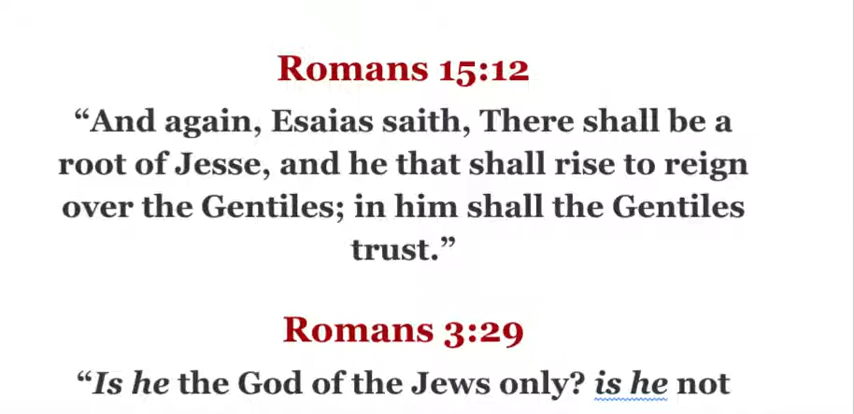 Romans 15:12
“And again, Esaias saith, There shall be a
root of Jesse, and he that shall rise to reign
over the Gentiles; in him shall the Gentiles
trust.”
Romans 3:29
“Is he the God of the Jews only? is he not